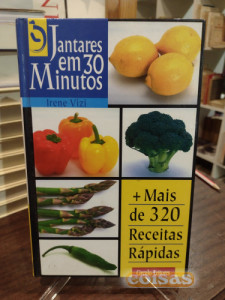 Jantares
em 30
Minutos
Irene Vizi
+ Mais
de 320
Receitas
Rápidas
coisas